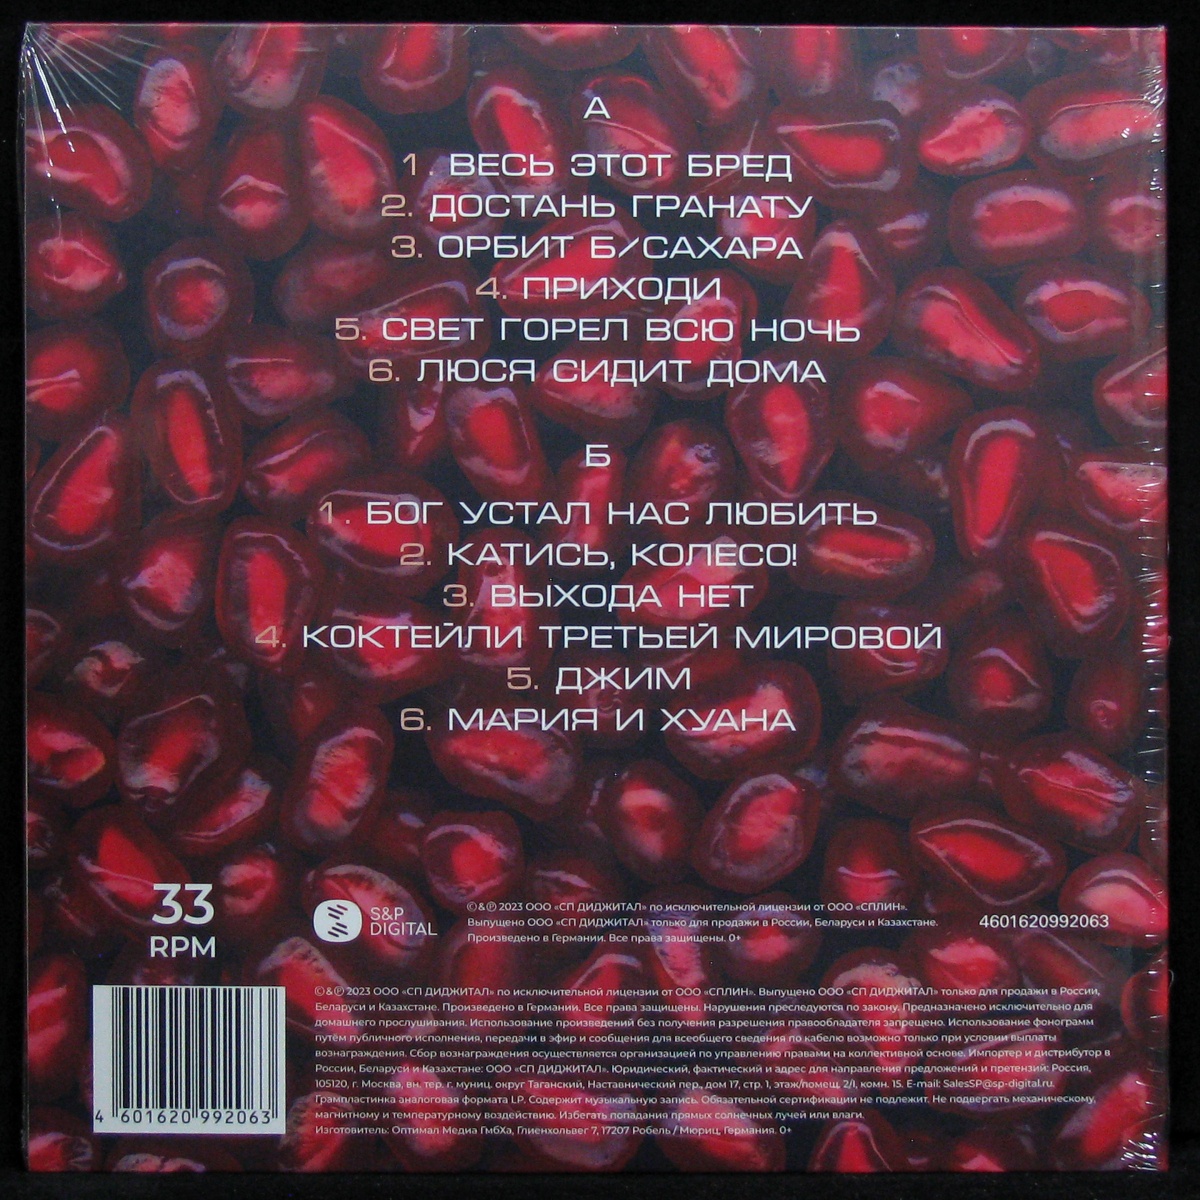 А
1. ВЕСЬ ЭТОТ БРЕД
2. ДОСТАНЬ ГРАНАТУ
3. ОРБИТ Б/САХАРА
4. ПРИХОДИ
5. СВЕТ ГОРЕЛ ВСЮ НОЧЬ
6. ЛЮСЯ СИДИТ ДОМА
Б
1. БОГ УСТАЛ НАС ЛЮБИТЬ
2. КАТИСЬ, КОЛЕСО!
3. ВЫХОДА НЕТ
4. КОКТЕЙЛИ ТРЕТЬЕЙ МИРОВОЙ
5. ДЖИМ
6. МАРИЯ И ХУАНА
33
RPM
S&P
DIGITAL
©&℗ 2023 ООО «СП ДИДЖИТАЛ» по исключительной лицензии от ООО «СПЛИН».
Выпущено ООО «СП ДИДЖИТАЛ» только для продажи в России, Беларуси и Казахстане.
Произведено в Германии. Все права защищены. 0+
4601620992063
©&℗ 2023 ООО «СП ДИДЖИТАЛ» по исключительной лицензии от ООО «СПЛИН». Выпущено ООО «СП ДИДЖИТАЛ» только для продажи в России,
Беларуси и Казахстане. Произведено в Германии. Все права защищены. Нарушения преследуются по закону. Предназначено исключительно для
домашнего прослушивания. Использование произведений без получения разрешения правообладателя запрещено. Использование фонограмм
путём публичного исполнения, передачи в эфир и сообщения для всеобщего сведения по кабелю возможно только при условии выплаты
вознаграждения. Сбор вознаграждения осуществляется организацией по управлению правами на коллективной основе. Импортер и дистрибутор в
России, Беларуси и Казахстане: ООО «СП ДИДЖИТАЛ». Юридический, фактический и адрес для направления предложений и претензий: Россия,
105120, г. Москва, вн. тер. г. муниц. округ Таганский, Наставнический пер., дом 17, стр. 1, этаж/помещ. 2/I, комн. 15. E-mail: SalesSP@sp-digital.ru.
Грампластинка аналоговая формата LP. Содержит музыкальную запись. Обязательной сертификации не подлежит. Не подвергать механическому,
магнитному и температурному воздействию. Избегать попадания прямых солнечных лучей или влаги.
Изготовитель: Оптимал Медиа ГмбХа, Глиенхольвег 7, 17207 Робель / Мюриц, Германия. 0+
4 601620 992063